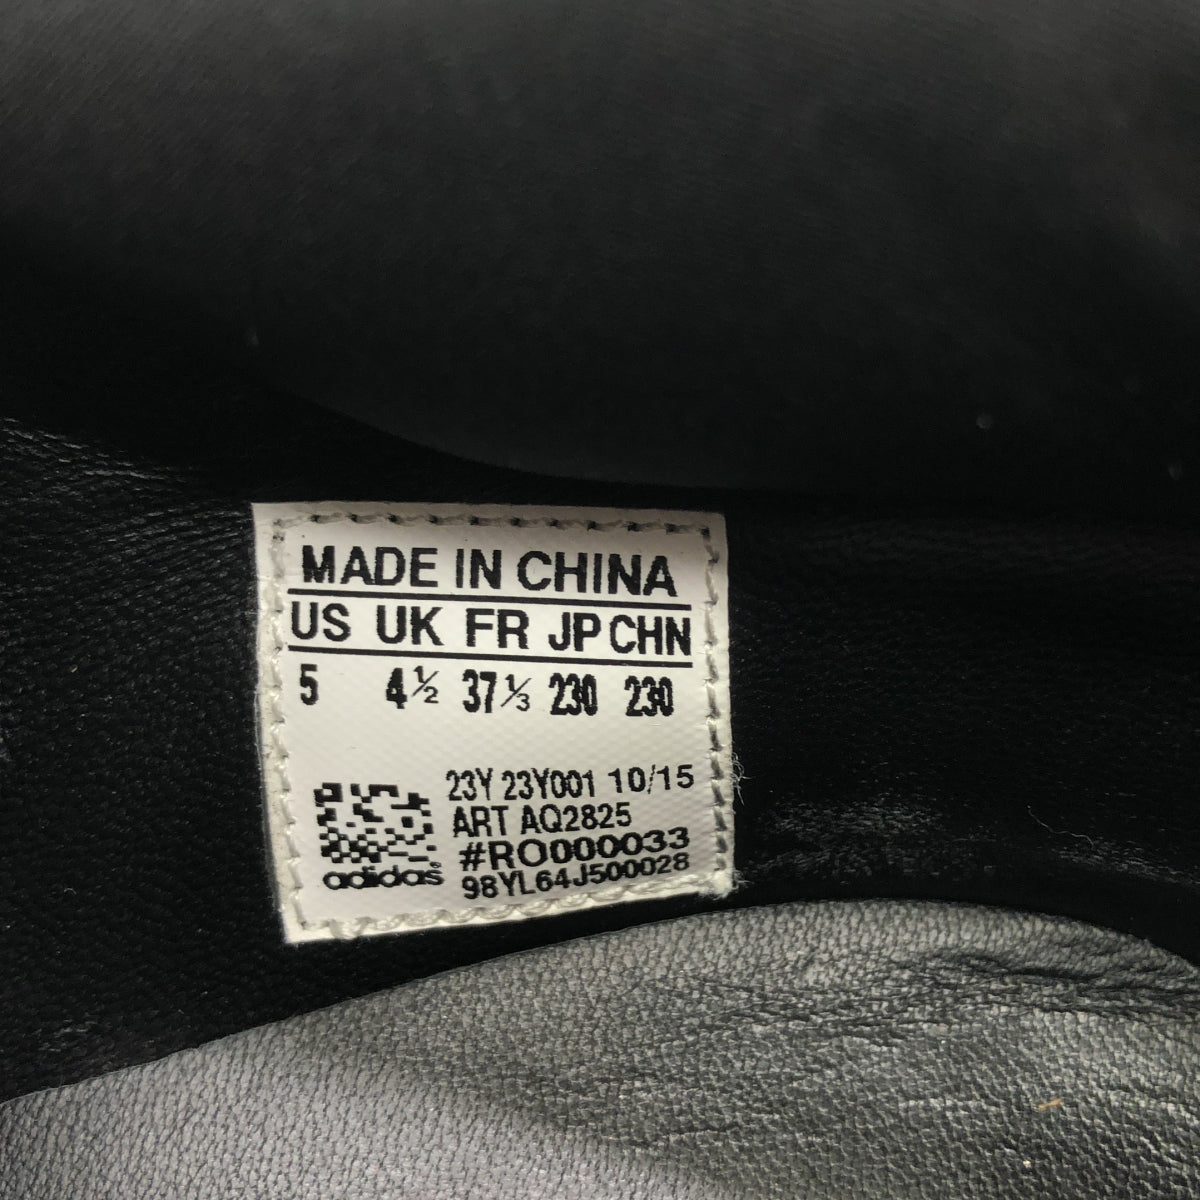 MADE IN CHINA
US UK FR JP CHN
5 4½ 37⅓ 230 230
23Y 23Y001 10/15
ART AQ2825
#RO000033
98YL64J500028
adidas®